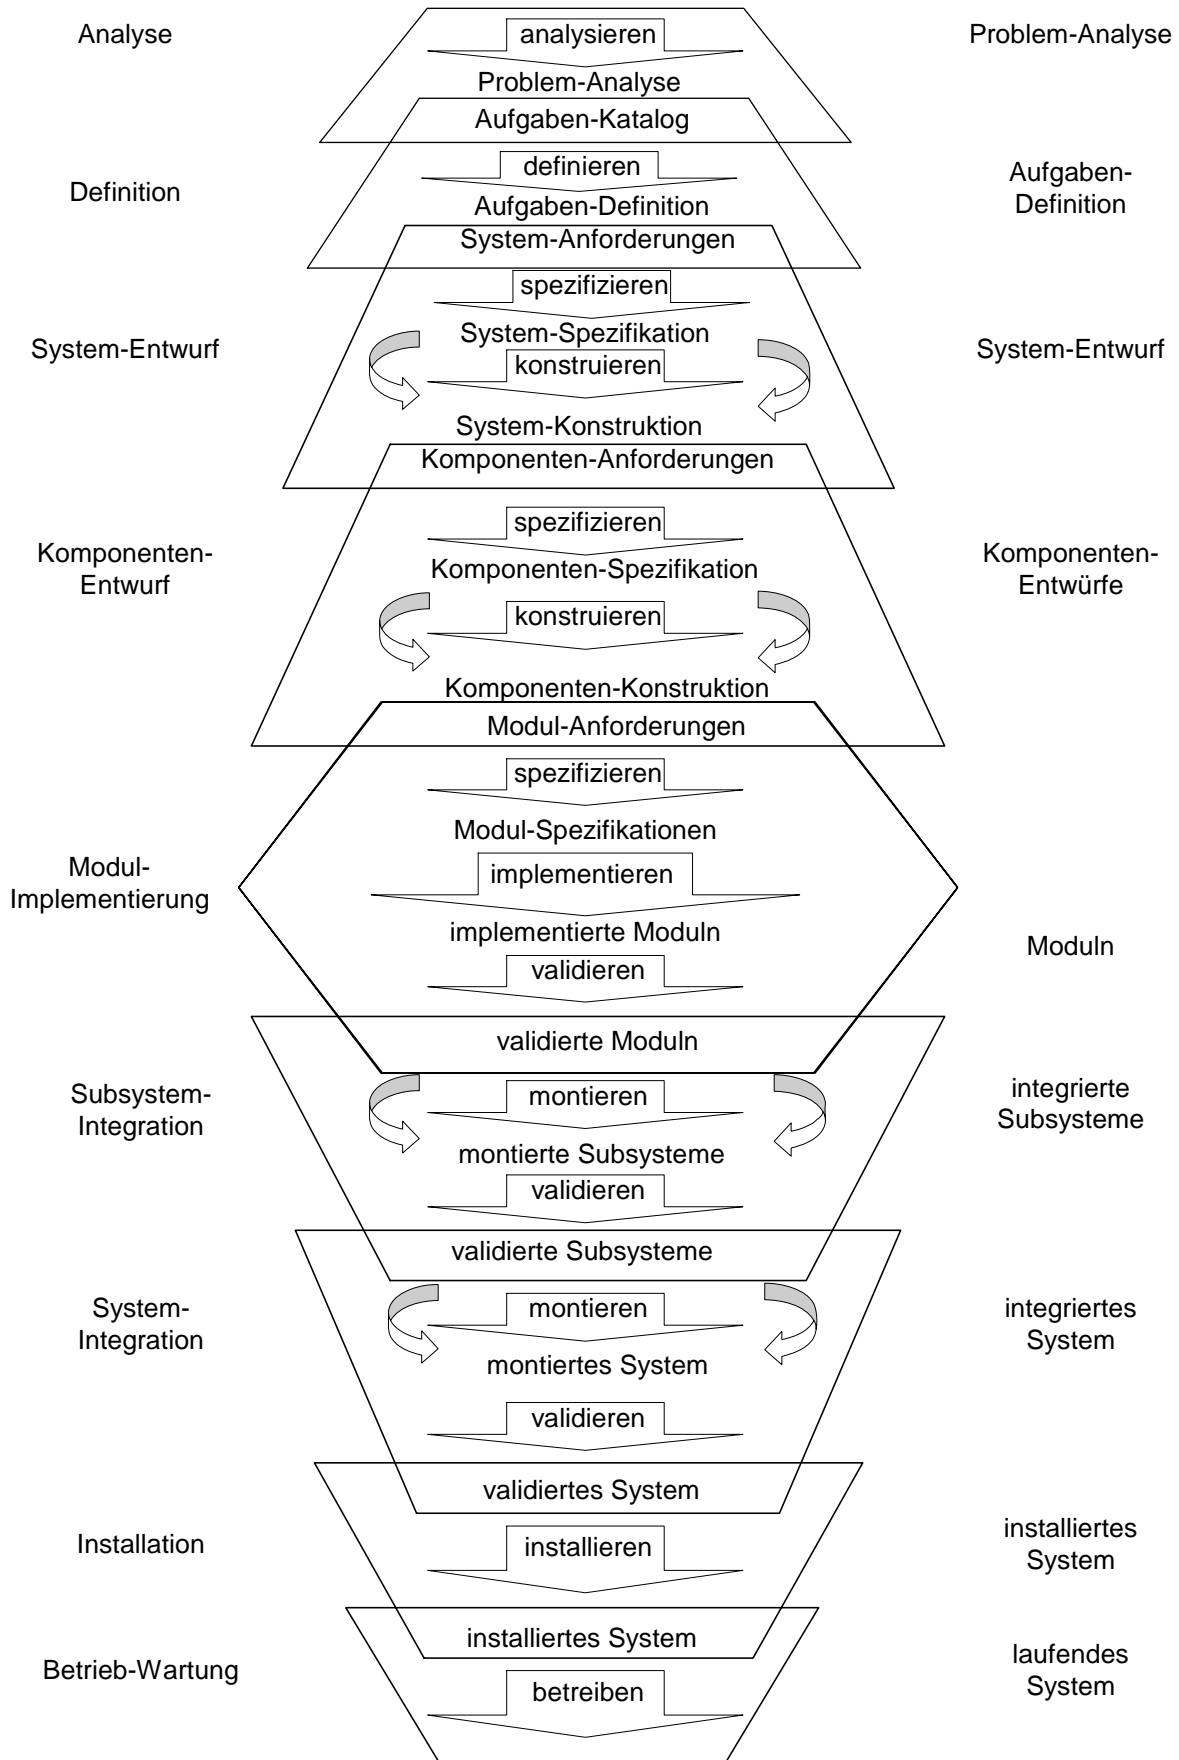 Analyse
analysieren
Problem-Analyse
Problem-Analyse
Aufgaben-Katalog
Definition
definieren
Aufgaben-Definition
Aufgaben-
Definition
System-Anforderungen
spezifizieren
System-Entwurf
System-Spezifikation
konstruieren
System-Entwurf
System-Konstruktion
Komponenten-Anforderungen
Komponenten-
Entwurf
spezifizieren
Komponenten-Spezifikation
konstruieren
Komponenten-
Entwürfe
Komponenten-Konstruktion
Modul-Anforderungen
spezifizieren
Modul-Spezifikationen
Modul-
Implementierung
implementieren
implementierte Moduln
validieren
Moduln
validierte Moduln
Subsystem-
Integration
montieren
montierte Subsysteme
validieren
integrierte
Subsysteme
validierte Subsysteme
System-
Integration
montieren
montiertes System
validieren
integriertes
System
validiertes System
Installation
installieren
installiertes
System
installiertes System
Betrieb-Wartung
betreiben
laufendes
System